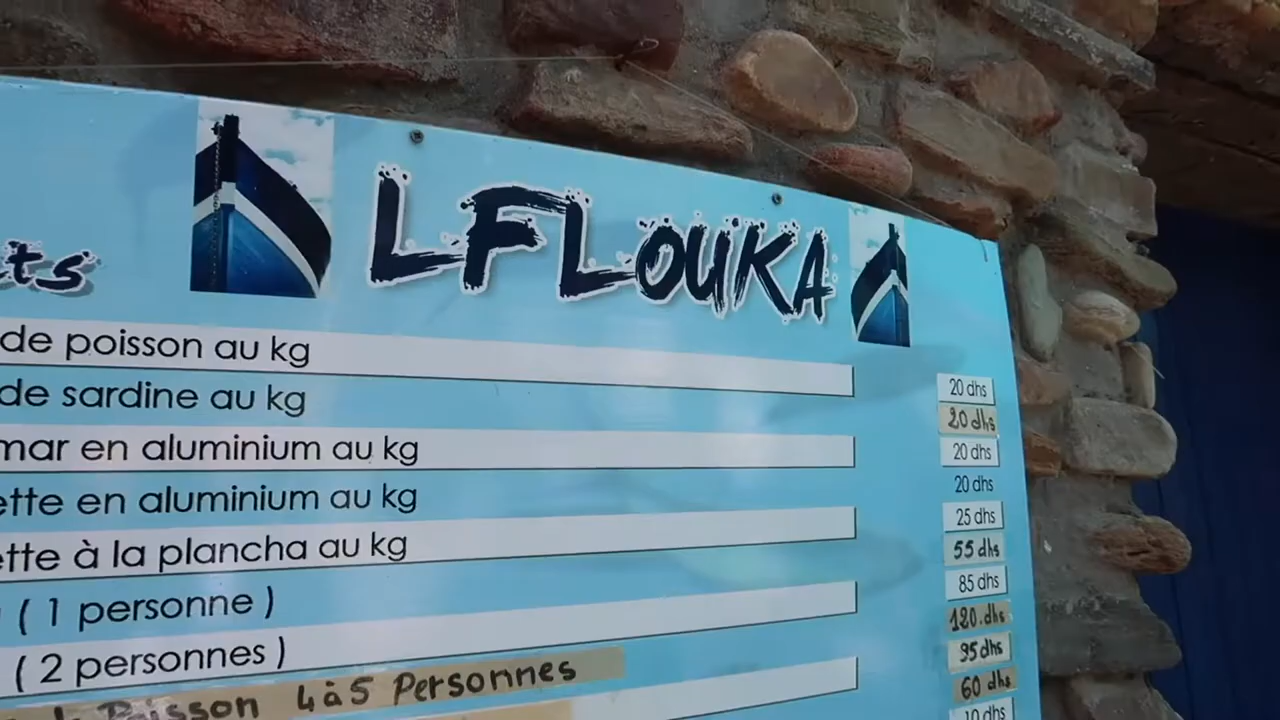 ts LFLOUKA
de poisson au kg 20 dhs
de sardine au kg 20 dhs
mar en aluminium au kg 20 dhs
ette en aluminium au kg 20 dhs
ette à la plancha au kg 25 dhs
( 1 personne ) 55 dhs
( 2 personnes ) 85 dhs
Poisson 4 à 5 Personnes 120.dhs
95 dhs
60 dhs
10 dhs